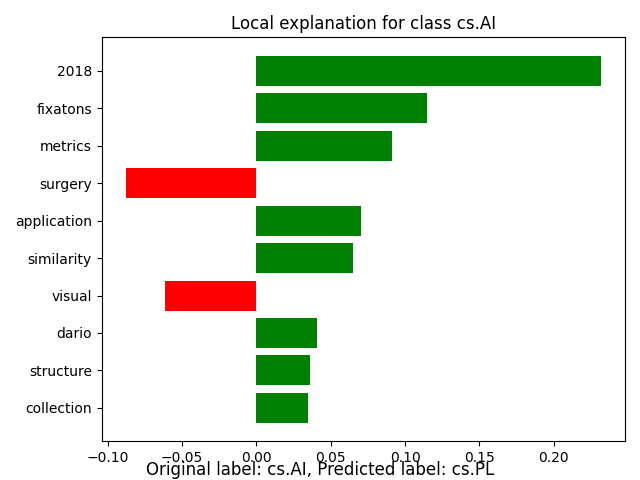 Local explanation for class cs.AI
2018
fixatons
metrics
surgery
application
similarity
visual
dario
structure
collection
−0.10 −0.05 0.00 0.05 0.10 0.15 0.20
Original label: cs.AI, Predicted label: cs.PL